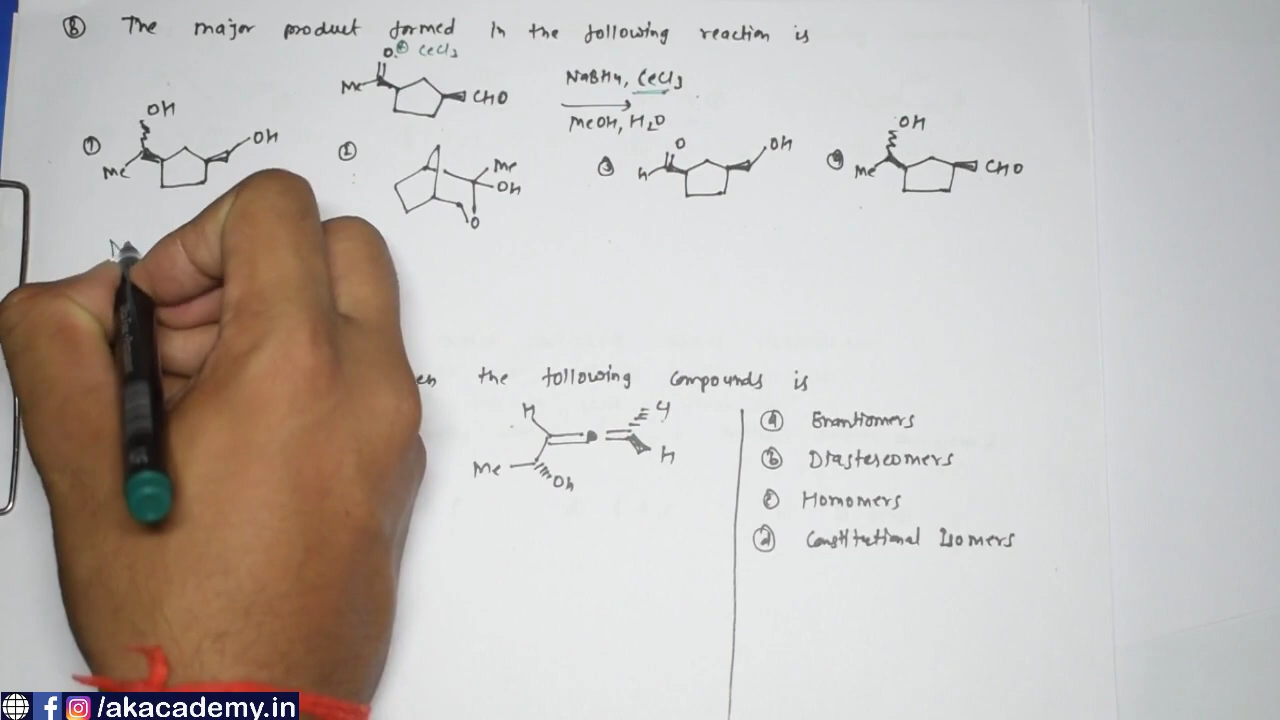 ⑧ The major product formed in the following reaction is
O ⊕ CeCl3
Me CHO
NaBH4, CeCl3
MeOH, H2O
① OH Me OH
② Me OH O
③ O H OH
④ OH Me CHO
the following compounds is
H H
Me OH
ⓐ Enantiomers
ⓑ Diastereomers
ⓒ Homomers
ⓓ Constitutional Isomers
/akacademy.in